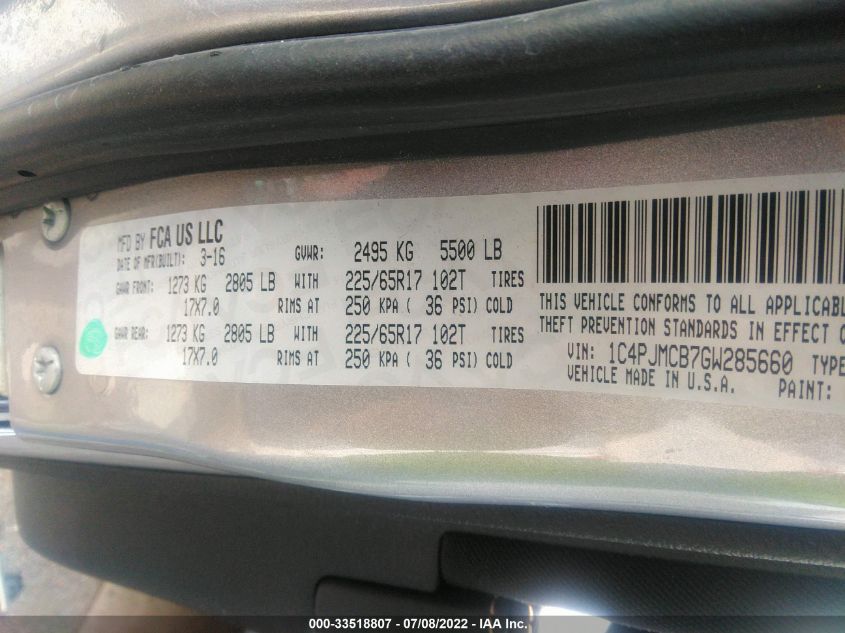 MFD BY FCA US LLC
DATE OF MFR(BUILT): 3-16 GVWR: 2495 KG 5500 LB
GAWR FRONT: 1273 KG 2805 LB WITH 225/65R17 102T TIRES
17X7.0 RIMS AT 250 KPA ( 36 PSI) COLD
GAWR REAR: 1273 KG 2805 LB WITH 225/65R17 102T TIRES
17X7.0 RIMS AT 250 KPA ( 36 PSI) COLD
THIS VEHICLE CONFORMS TO ALL APPLICABL
THEFT PREVENTION STANDARDS IN EFFECT O
VIN: 1C4PJMCB7GW285660 TYPE
VEHICLE MADE IN U.S.A. PAINT:
000-33518807 / 07/08/2022 - IAA Inc.